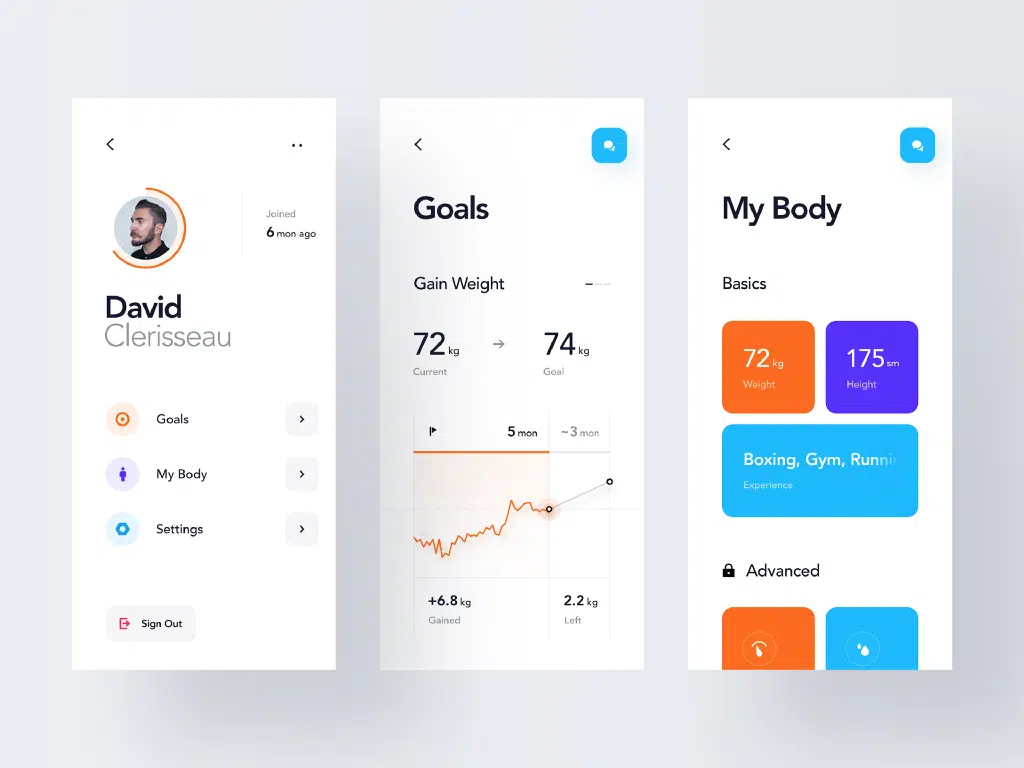 Joined
6 mon ago
David
Clerisseau
Goals
My Body
Settings
Sign Out
Goals
Gain Weight
72 kg
74 kg
Current
Goal
5 mon
~3 mon
+6.8 kg
2.2 kg
Gained
Left
My Body
Basics
72 kg
175 sm
Weight
Height
Boxing, Gym, Runnin
Experience
Advanced